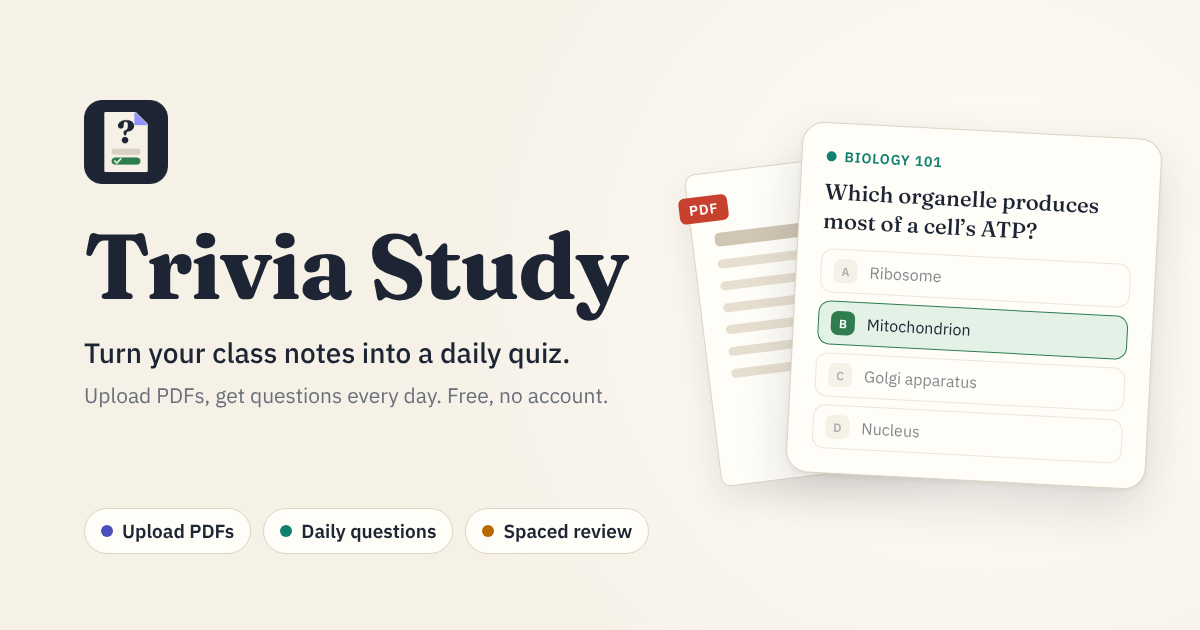 ?
Trivia Study
Turn your class notes into a daily quiz.
Upload PDFs, get questions every day. Free, no account.
Upload PDFs
Daily questions
Spaced review
PDF
BIOLOGY 101
Which organelle produces
most of a cell’s ATP?
A Ribosome
B Mitochondrion
C Golgi apparatus
D Nucleus